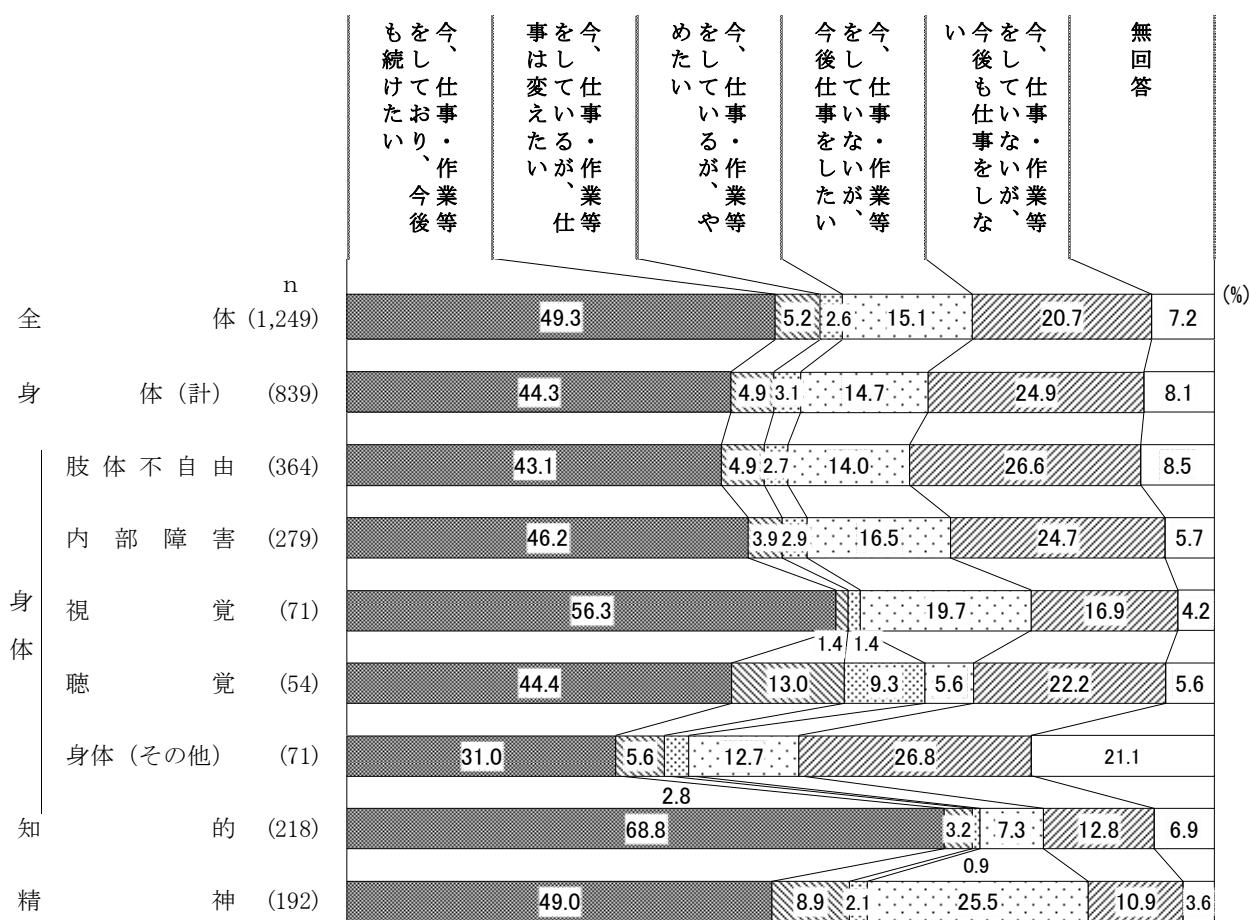 今、仕事・作業等
をしており、今後
も続けたい
今、仕事・作業等
をしているが、仕
事は変えたい
今、仕事・作業等
をしているが、や
めたい
今、仕事・作業等
をしていないが、
今後仕事をしたい
今、仕事・作業等
をしていないが、
今後も仕事をしな
い
無回答
n
(%)
全体 (1,249) 49.3 5.2 2.6 15.1 20.7 7.2
身体（計） (839) 44.3 4.9 3.1 14.7 24.9 8.1
身体
肢体不自由 (364) 43.1 4.9 2.7 14.0 26.6 8.5
内部障害 (279) 46.2 3.9 2.9 16.5 24.7 5.7
視覚 (71) 56.3 19.7 16.9 4.2
1.4 1.4
聴覚 (54) 44.4 13.0 9.3 5.6 22.2 5.6
身体（その他） (71) 31.0 5.6 12.7 26.8 21.1
2.8
知的 (218) 68.8 3.2 7.3 12.8 6.9
0.9
精神 (192) 49.0 8.9 2.1 25.5 10.9 3.6